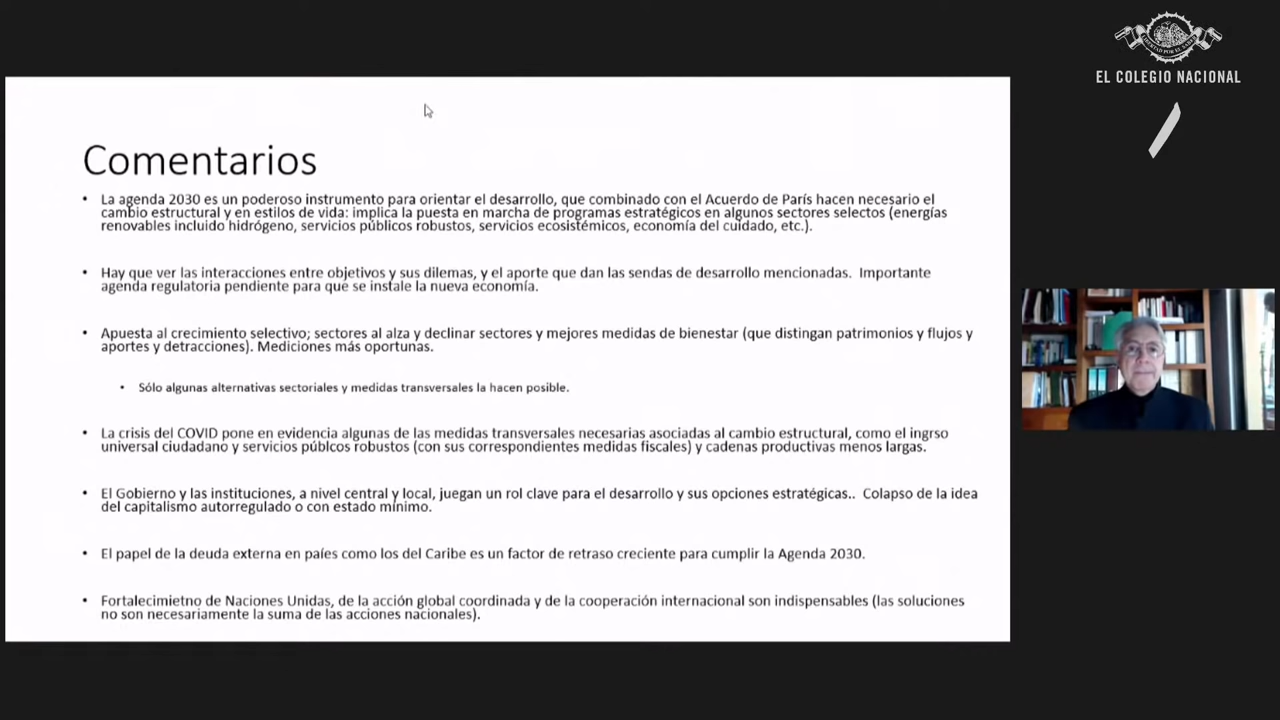 LIBERTAD POR EL SABER
EL COLEGIO NACIONAL
Comentarios
• La agenda 2030 es un poderoso instrumento para orientar el desarrollo, que combinado con el Acuerdo de París hacen necesario el
cambio estructural y en estilos de vida: implica la puesta en marcha de programas estratégicos en algunos sectores selectos (energías
renovables incluido hidrógeno, servicios públicos robustos, servicios ecosistémicos, economía del cuidado, etc.).
• Hay que ver las interacciones entre objetivos y sus dilemas, y el aporte que dan las sendas de desarrollo mencionadas. Importante
agenda regulatoria pendiente para que se instale la nueva economía.
• Apuesta al crecimiento selectivo; sectores al alza y declinar sectores y mejores medidas de bienestar (que distingan patrimonios y flujos y
aportes y detracciones). Mediciones más oportunas.
• Sólo algunas alternativas sectoriales y medidas transversales la hacen posible.
• La crisis del COVID pone en evidencia algunas de las medidas transversales necesarias asociadas al cambio estructural, como el ingrso
universal ciudadano y servicios públcos robustos (con sus correspondientes medidas fiscales) y cadenas productivas menos largas.
• El Gobierno y las instituciones, a nivel central y local, juegan un rol clave para el desarrollo y sus opciones estratégicas.. Colapso de la idea
del capitalismo autorregulado o con estado mínimo.
• El papel de la deuda externa en países como los del Caribe es un factor de retraso creciente para cumplir la Agenda 2030.
• Fortalecimietno de Naciones Unidas, de la acción global coordinada y de la cooperación internacional son indispensables (las soluciones
no son necesariamente la suma de las acciones nacionales).